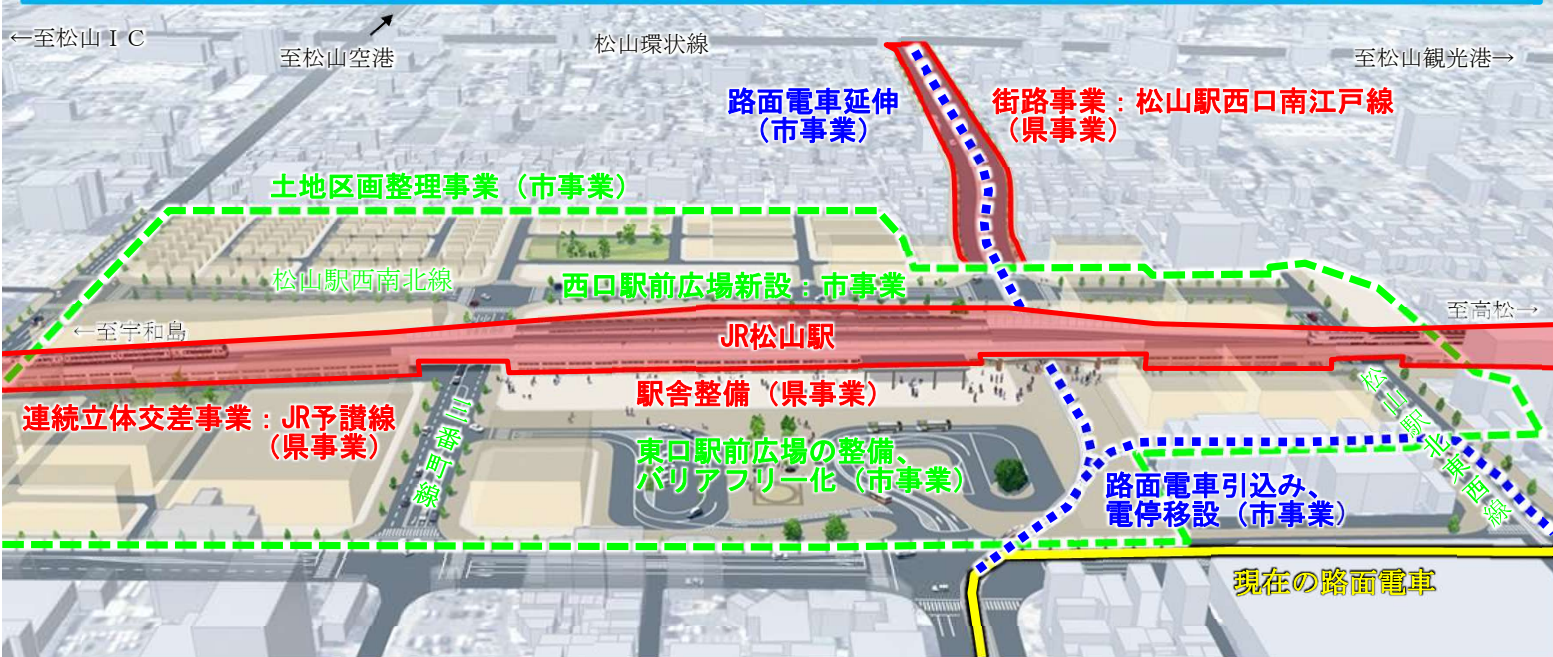 ←至松山ＩＣ
至松山空港
松山環状線
至松山観光港→
路面電車延伸
（市事業）
街路事業：松山駅西口南江戸線
（県事業）
土地区画整理事業（市事業）
松山駅西南北線
西口駅前広場新設：市事業
←至宇和島
至高松→
JR松山駅
駅舎整備（県事業）
連続立体交差事業：JR予讃線
（県事業）
三番町線
東口駅前広場の整備、
バリアフリー化（市事業）
松山駅北東西線
路面電車引込み、
電停移設（市事業）
現在の路面電車